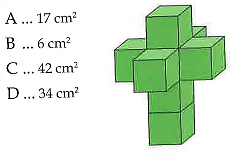 A ... 17 cm²
B ... 6 cm²
C ... 42 cm²
D ... 34 cm²